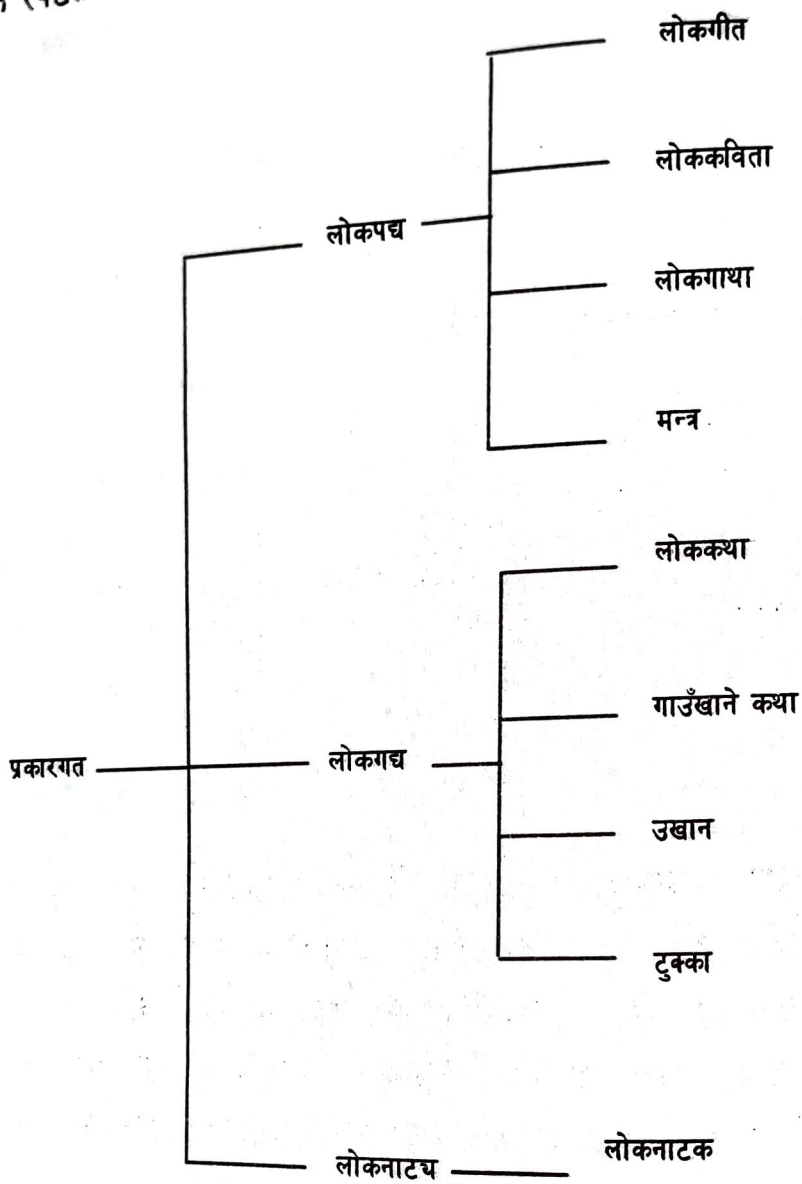 लोकगीत
लोककविता
लोकपद्य
लोकगाथा
मन्त्र
लोककथा
गाउँखाने कथा
प्रकारगत
लोकगद्य
उखान
टुक्का
लोकनाट्य
लोकनाटक